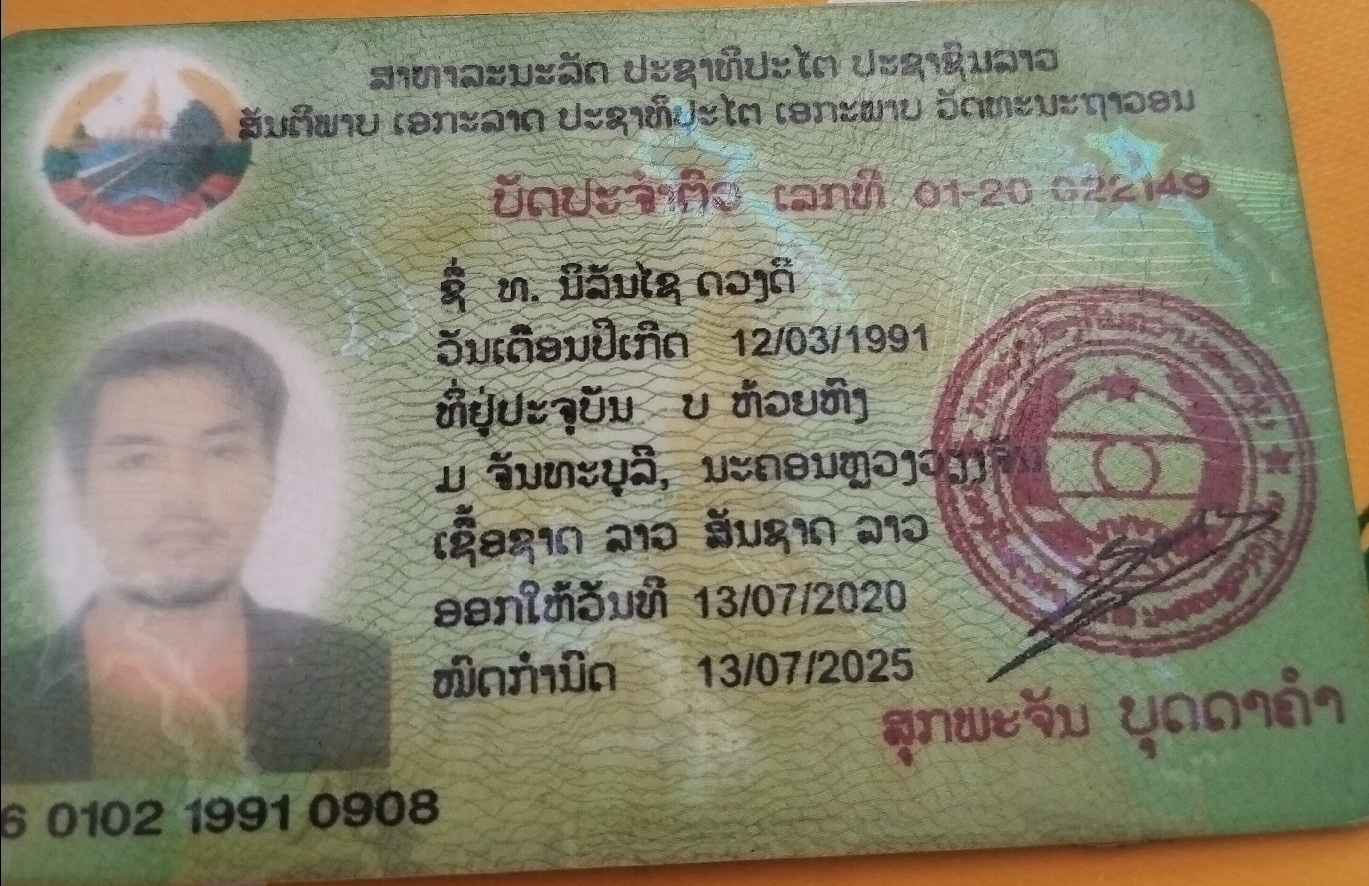 ສາທາລະນະລັດ ປະຊາທິປະໄຕ ປະຊາຊົນລາວ
ສັນຕິພາບ ເອກະລາດ ປະຊາທິປະໄຕ ເອກະພາບ ວັດທະນະຖາວອນ
ບັດປະຈຳຕົວ ເລກທີ 01-20 022149
ຊື່ ທ. ນິລັນໄຊ ດວງດີ
ວັນເດືອນປີເກີດ 12/03/1991
ທີ່ຢູ່ປະຈຸບັນ ບ ຫ້ວຍຫົງ
ມ ຈັນທະບຸລີ, ນະຄອນຫຼວງວຽງຈັນ
ເຊື້ອຊາດ ລາວ ສັນຊາດ ລາວ
ອອກໃຫ້ວັນທີ 13/07/2020
ໝົດກຳນົດ 13/07/2025
ສຸກພະຈັນ ບຸດດາຄຳ
6 0102 1991 0908